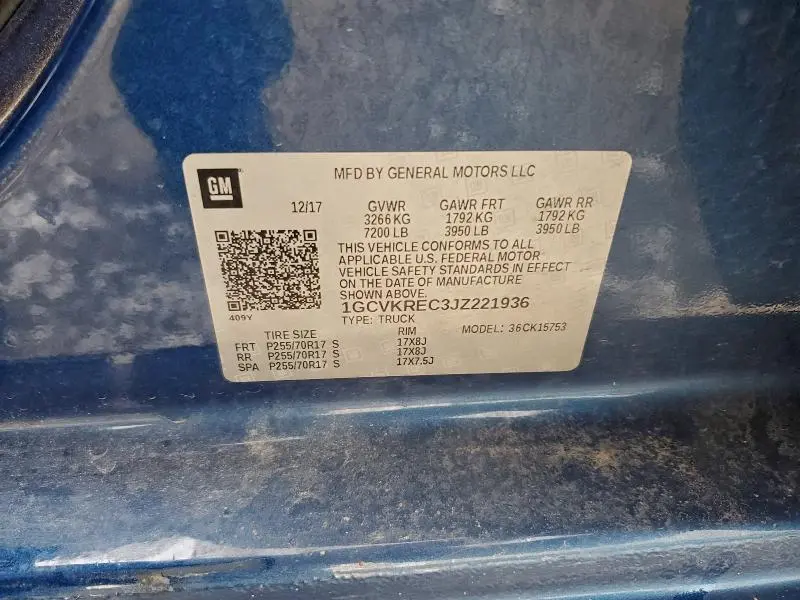 MFD BY GENERAL MOTORS LLC
GM
12/17 GVWR GAWR FRT GAWR RR
3266 KG 1792 KG 1792 KG
7200 LB 3950 LB 3950 LB
THIS VEHICLE CONFORMS TO ALL
APPLICABLE U.S. FEDERAL MOTOR
VEHICLE SAFETY STANDARDS IN EFFECT
ON THE DATE OF MANUFACTURE
SHOWN ABOVE.
409Y
1GCVKREC3JZ221936
TYPE: TRUCK MODEL: 36CK15753
TIRE SIZE RIM
FRT P255/70R17 S 17X8J
RR P255/70R17 S 17X8J
SPA P255/70R17 S 17X7.5J